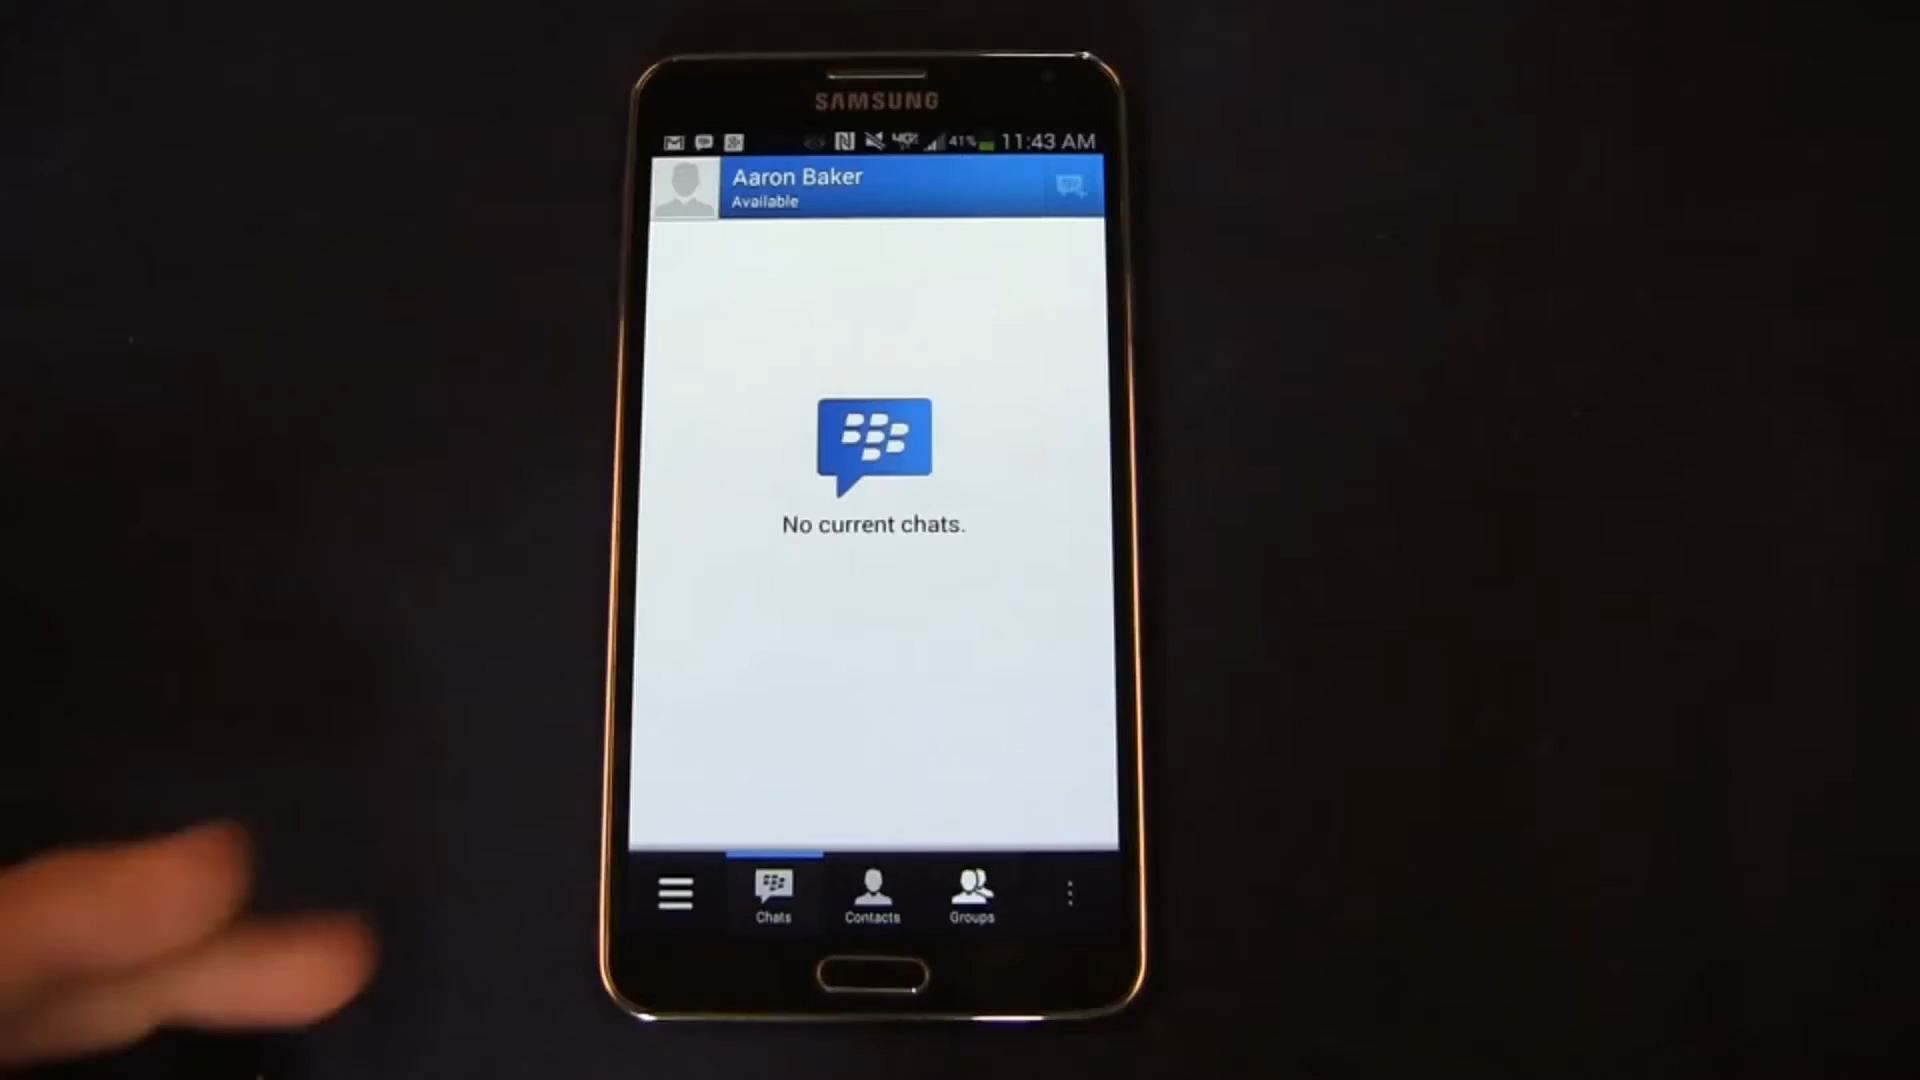 SAMSUNG
41% 11:43 AM
Aaron Baker
Available
No current chats.
Chats
Contacts
Groups